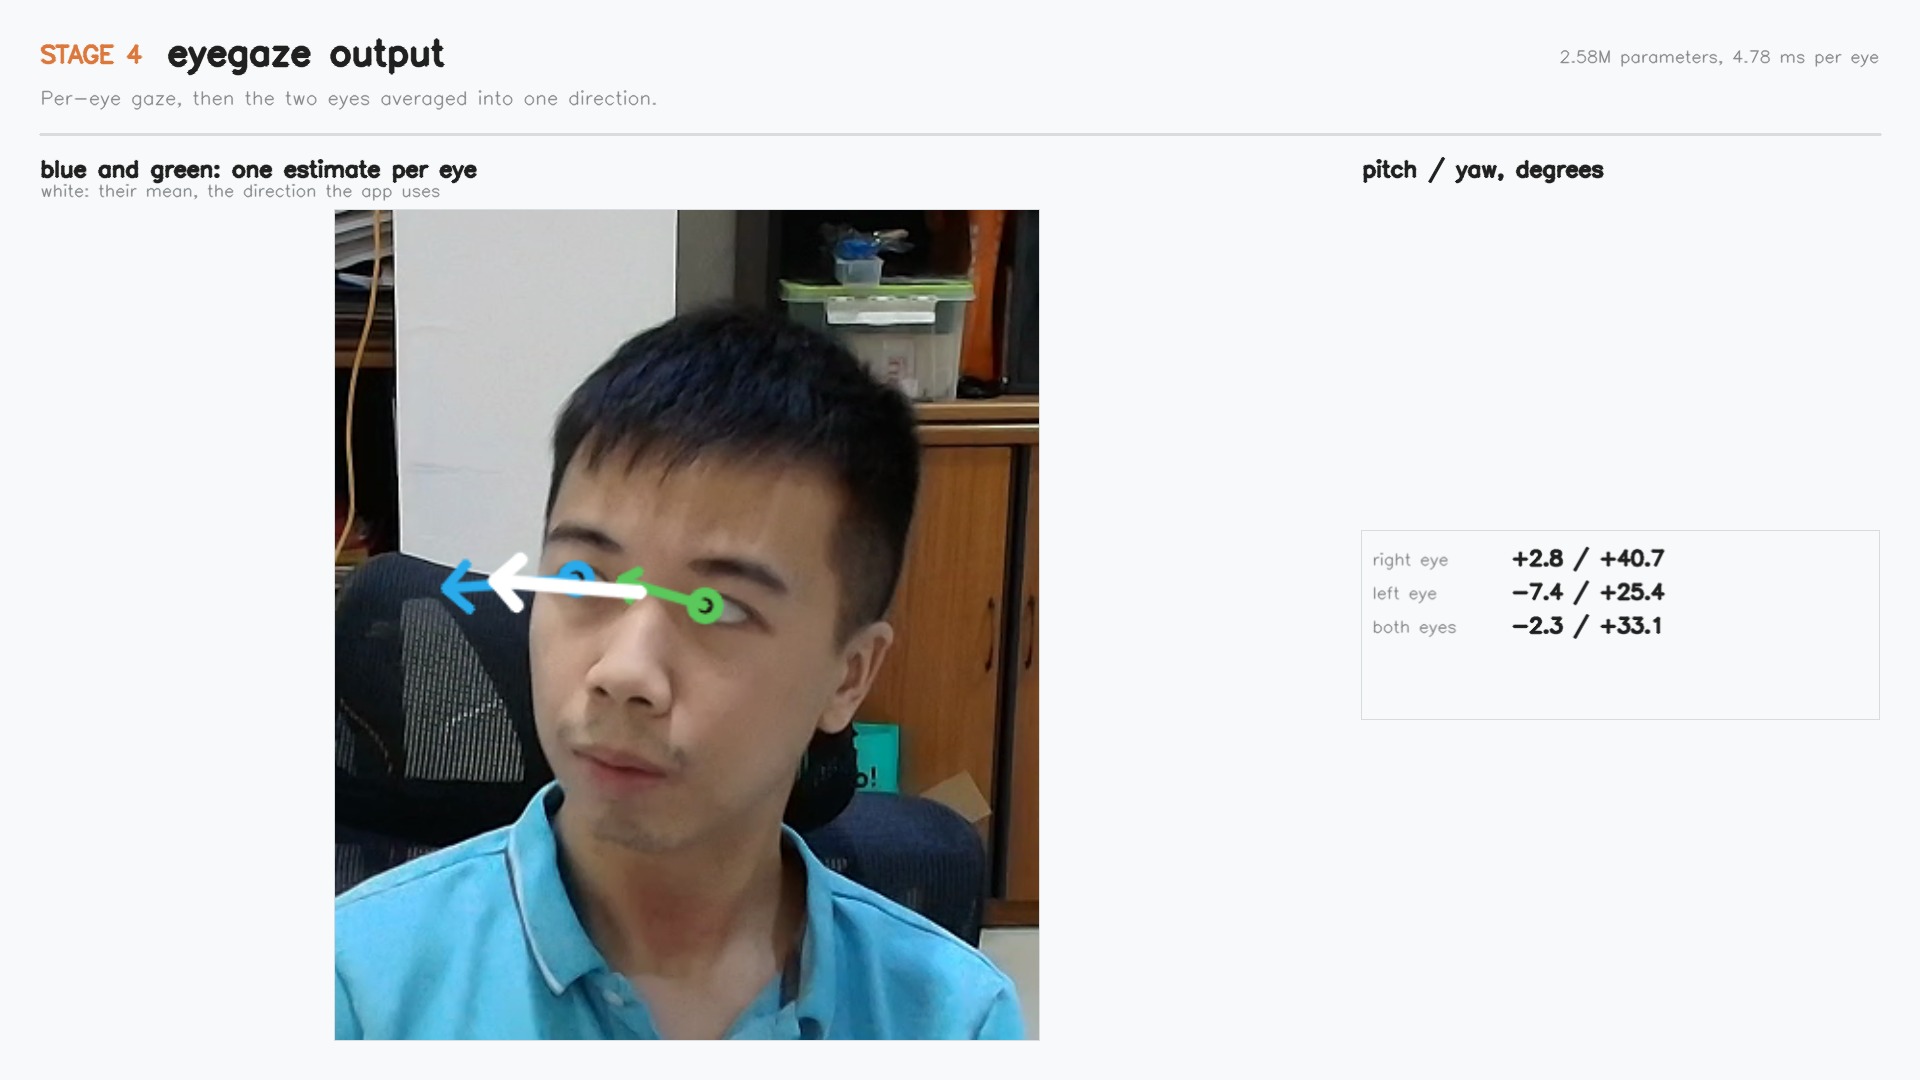 STAGE 4 eyegaze output
2.58M parameters, 4.78 ms per eye
Per-eye gaze, then the two eyes averaged into one direction.
blue and green: one estimate per eye
white: their mean, the direction the app uses
pitch / yaw, degrees
right eye +2.8 / +40.7
left eye -7.4 / +25.4
both eyes -2.3 / +33.1
o!